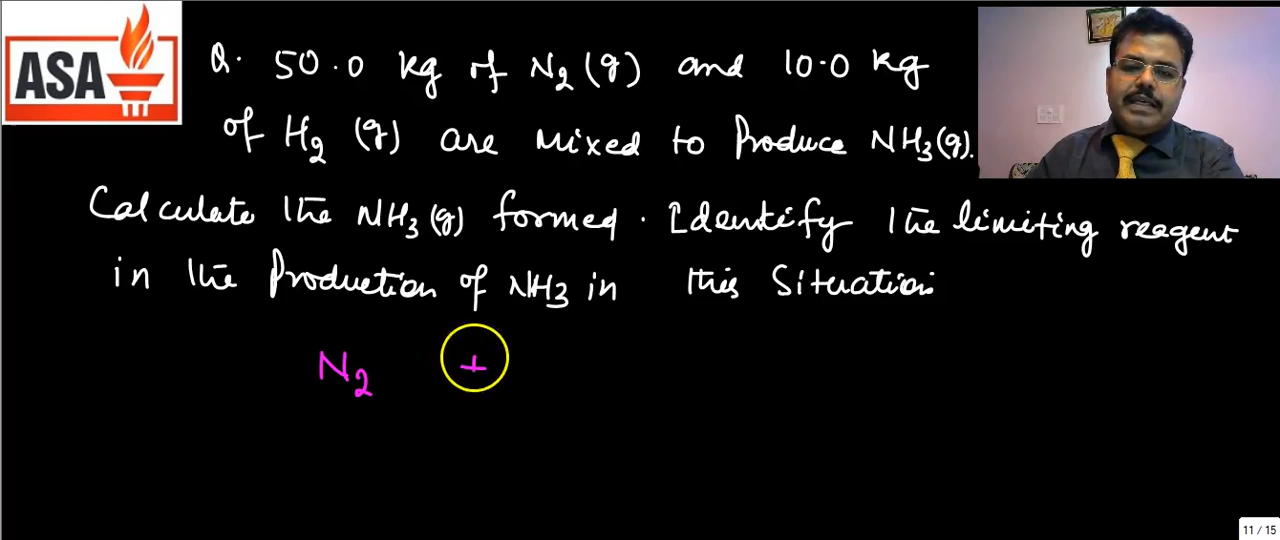 ASA
Q. 50.0 kg of N2(g) and 10.0 kg
of H2 (g) are mixed to Produce NH3(g).
Calculate the NH3(g) formed. Identify the limiting reagent
in the Production of NH3 in this Situation
N2 +
11 / 15